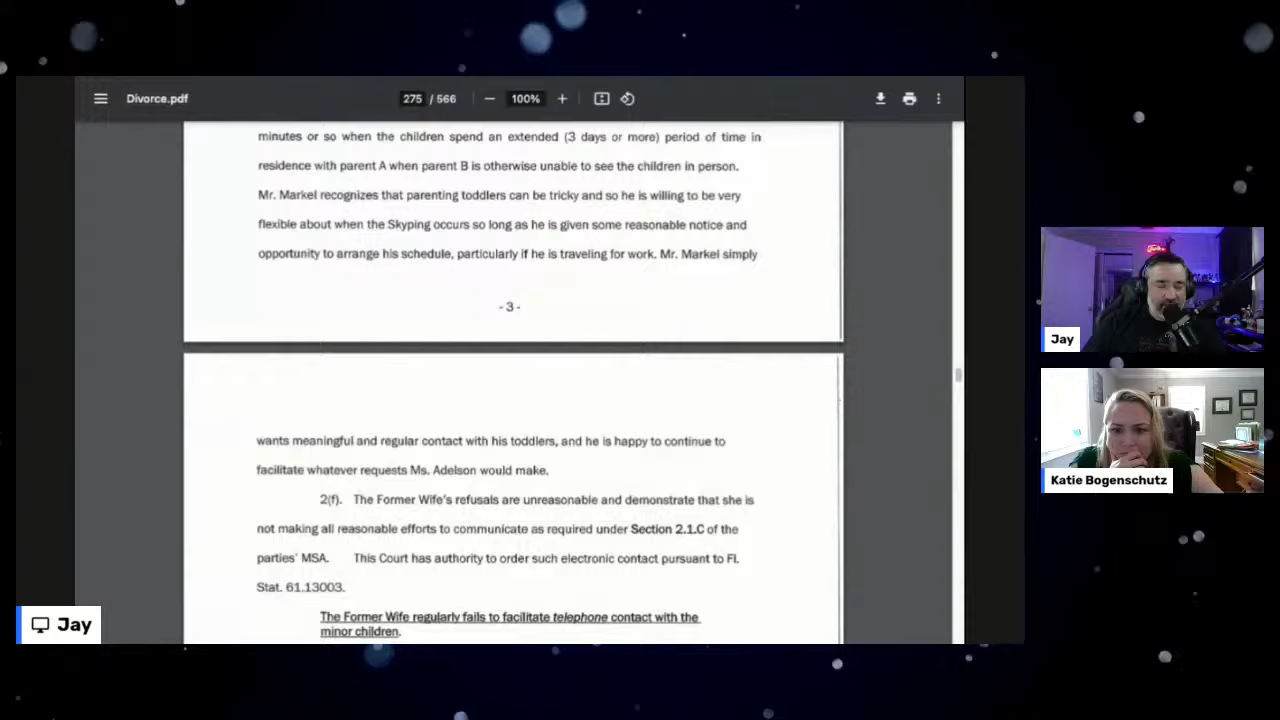 Divorce.pdf
275 / 566
100%
minutes or so when the children spend an extended (3 days or more) period of time in
residence with parent A when parent B is otherwise unable to see the children in person.
Mr. Markel recognizes that parenting toddlers can be tricky and so he is willing to be very
flexible about when the Skyping occurs so long as he is given some reasonable notice and
opportunity to arrange his schedule, particularly if he is traveling for work. Mr. Markel simply
- 3 -
wants meaningful and regular contact with his toddlers, and he is happy to continue to
facilitate whatever requests Ms. Adelson would make.
2(f). The Former Wife's refusals are unreasonable and demonstrate that she is
not making all reasonable efforts to communicate as required under Section 2.1.C of the
parties' MSA. This Court has authority to order such electronic contact pursuant to Fl.
Stat. 61.13003.
The Former Wife regularly fails to facilitate telephone contact with the
minor children.
Jay
Jay
Katie Bogenschutz